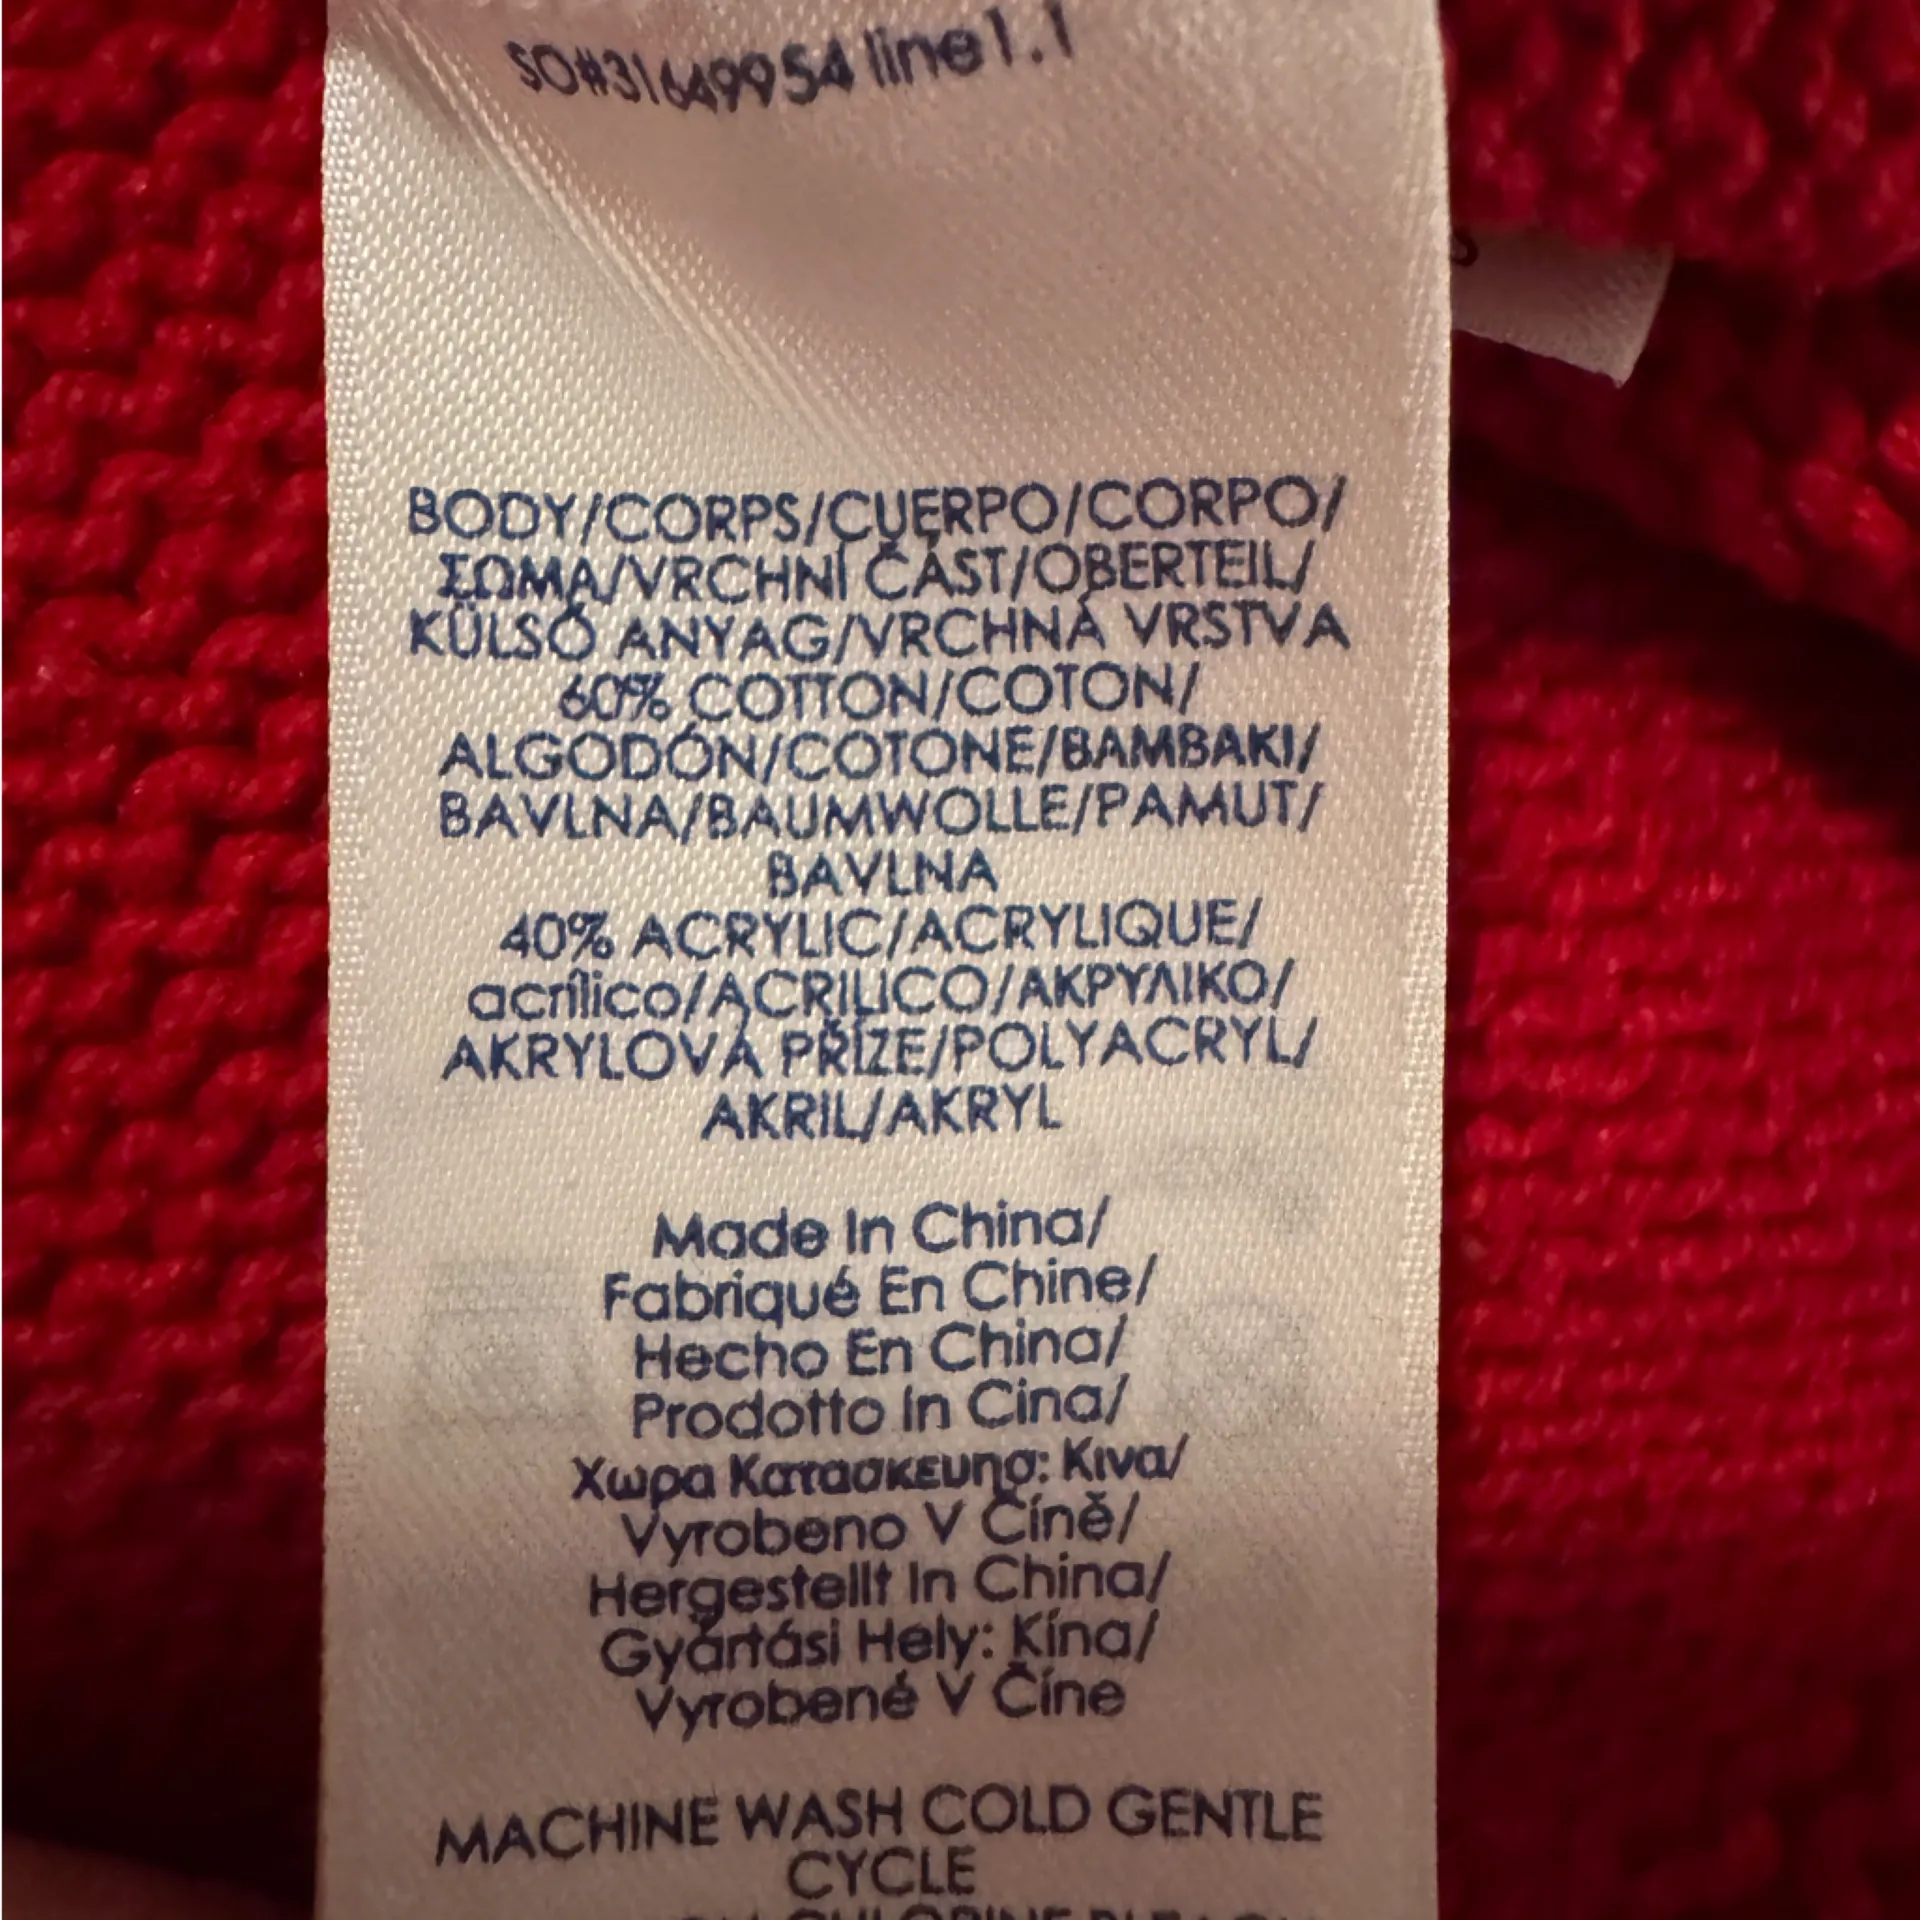 SO#31649954 line1.1
S
BODY/CORPS/CUERPO/CORPO/
ΣΩΜΑ/VRCHNÍ ČÁST/OBERTEIL/
KÜLSŐ ANYAG/VRCHNÁ VRSTVA
60% COTTON/COTON/
ALGODÓN/COTONE/BAMBAKI/
BAVLNA/BAUMWOLLE/PAMUT/
BAVLNA
40% ACRYLIC/ACRYLIQUE/
acrílico/ACRILICO/ΑΚΡΥΛΙΚΟ/
AKRYLOVÁ PŘÍZE/POLYACRYL/
AKRIL/AKRYL
Made In China/
Fabriqué En Chine/
Hecho En China/
Prodotto In Cina/
Χωρα Κατασκευησ: Κινα/
Vyrobeno V Číně/
Hergestellt In China/
Gyártási Hely: Kína/
Vyrobené V Číne
MACHINE WASH COLD GENTLE
CYCLE
CHLORINE BLEACH